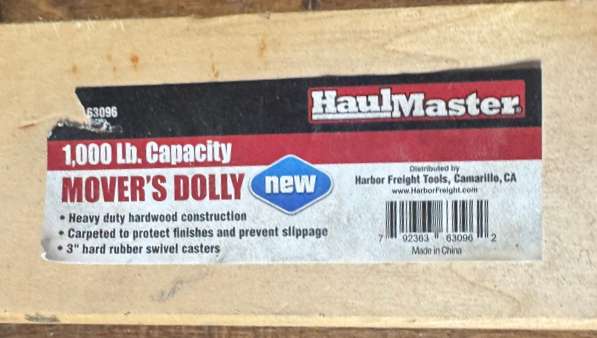 63096
HaulMaster
1,000 Lb. Capacity
MOVER'S DOLLY
new
• Heavy duty hardwood construction
• Carpeted to protect finishes and prevent slippage
• 3" hard rubber swivel casters
Distributed by
Harbor Freight Tools, Camarillo, CA
www.HarborFreight.com
7 92363 63096 2
Made in China